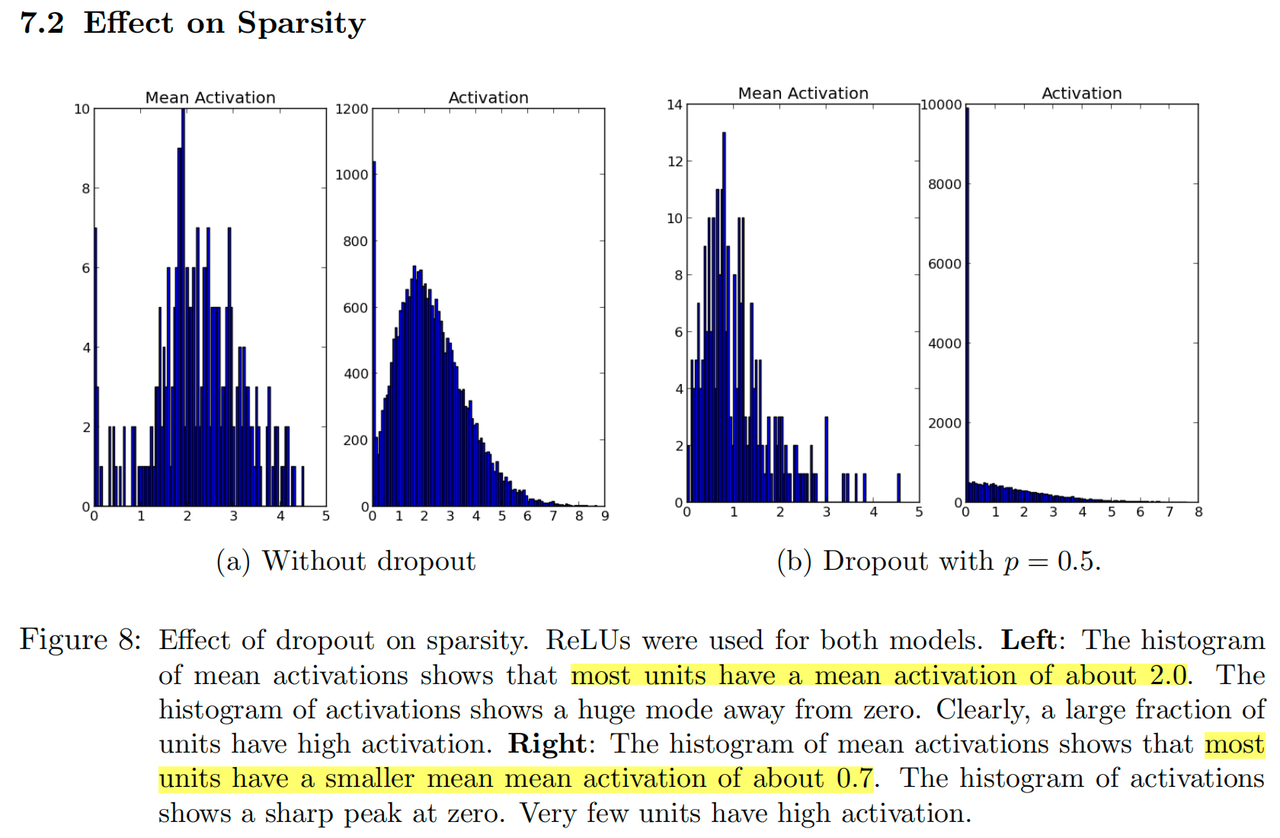 7.2 Effect on Sparsity
Mean Activation
10
8
6
4
2
0
0 1 2 3 4 5
Activation
1200
1000
800
600
400
200
0
0 1 2 3 4 5 6 7 8 9
(a) Without dropout
Mean Activation
14
12
10
8
6
4
2
0
0 1 2 3 4 5
Activation
10000
8000
6000
4000
2000
0
0 1 2 3 4 5 6 7 8
(b) Dropout with p = 0.5.
Figure 8: Effect of dropout on sparsity. ReLUs were used for both models. Left: The histogram
of mean activations shows that most units have a mean activation of about 2.0. The
histogram of activations shows a huge mode away from zero. Clearly, a large fraction of
units have high activation. Right: The histogram of mean activations shows that most
units have a smaller mean mean activation of about 0.7. The histogram of activations
shows a sharp peak at zero. Very few units have high activation.